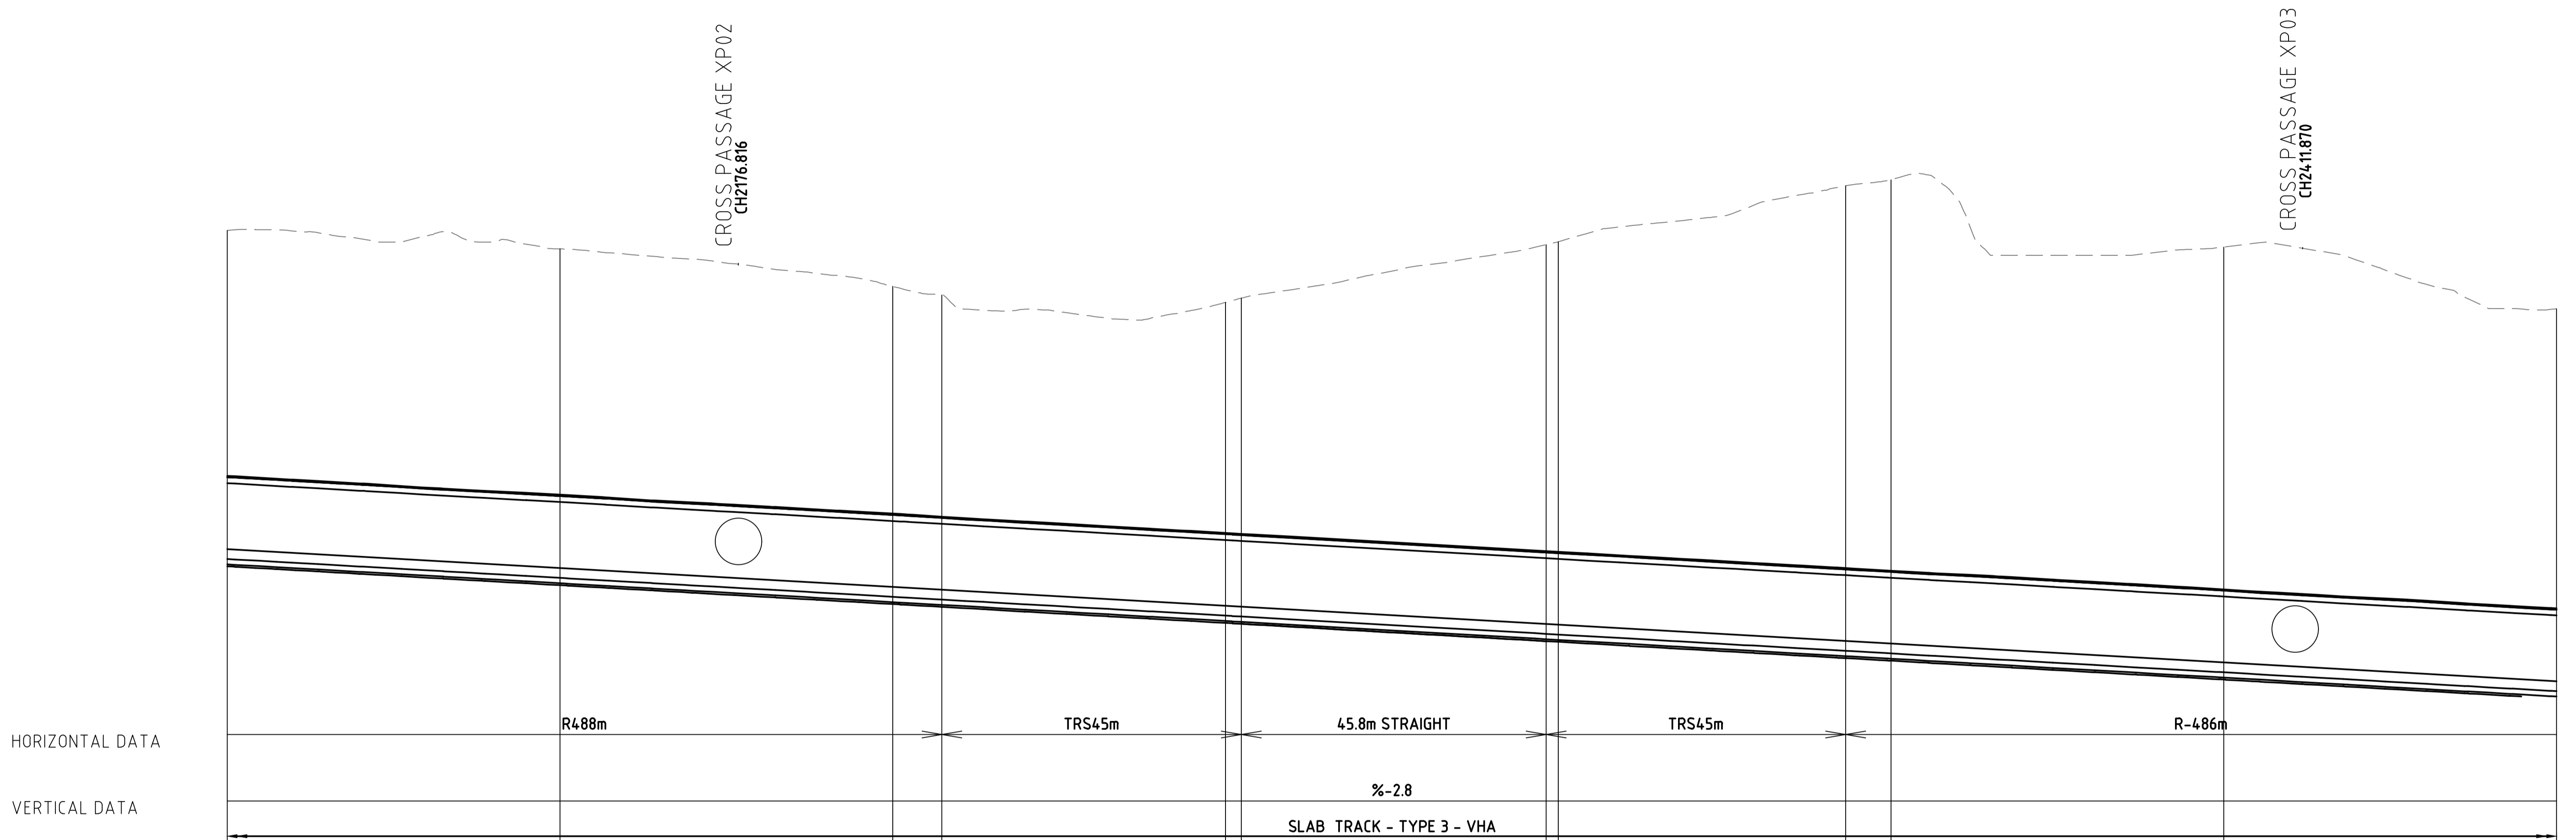 CROSS PASSAGE XP02
CH2176.816
CROSS PASSAGE XP03
CH2411.870
HORIZONTAL DATA
R488m
TRS45m
45.8m STRAIGHT
TRS45m
R-486m
VERTICAL DATA
%-2.8
SLAB TRACK - TYPE 3 - VHA